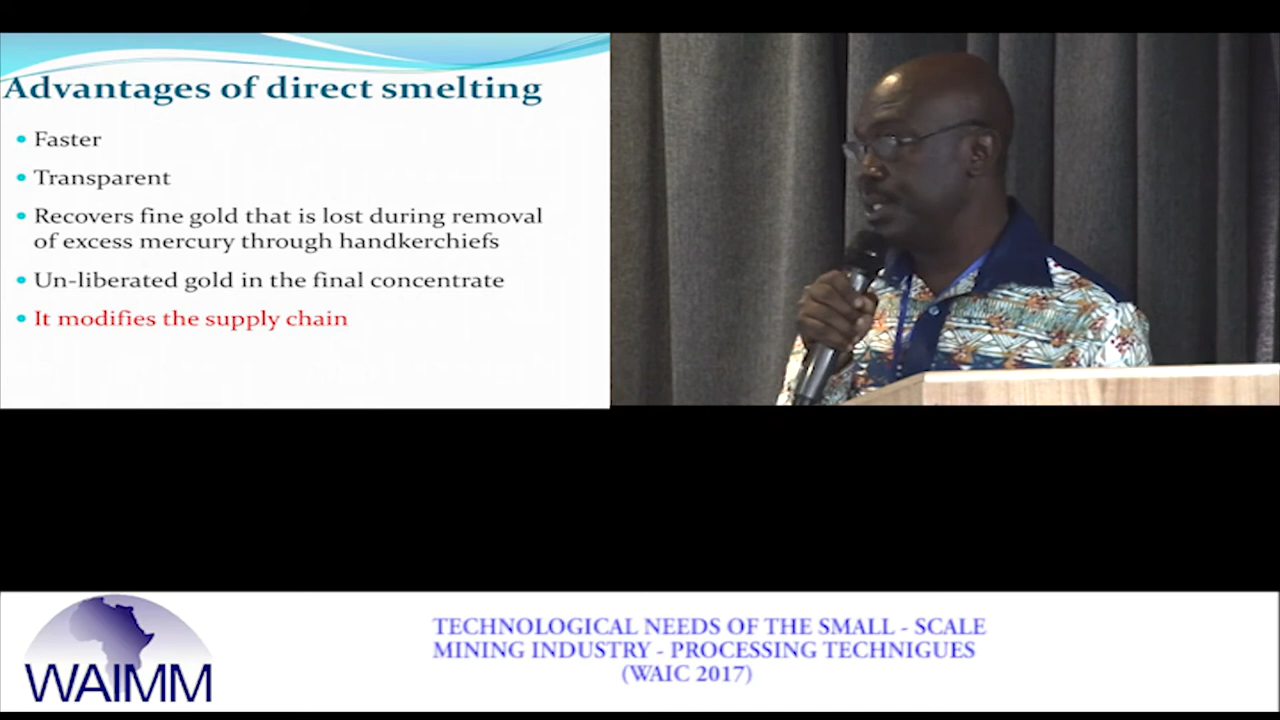 Advantages of direct smelting
• Faster
• Transparent
• Recovers fine gold that is lost during removal
of excess mercury through handkerchiefs
• Un-liberated gold in the final concentrate
• It modifies the supply chain
WAIMM
TECHNOLOGICAL NEEDS OF THE SMALL - SCALE
MINING INDUSTRY - PROCESSING TECHNIGUES
(WAIC 2017)